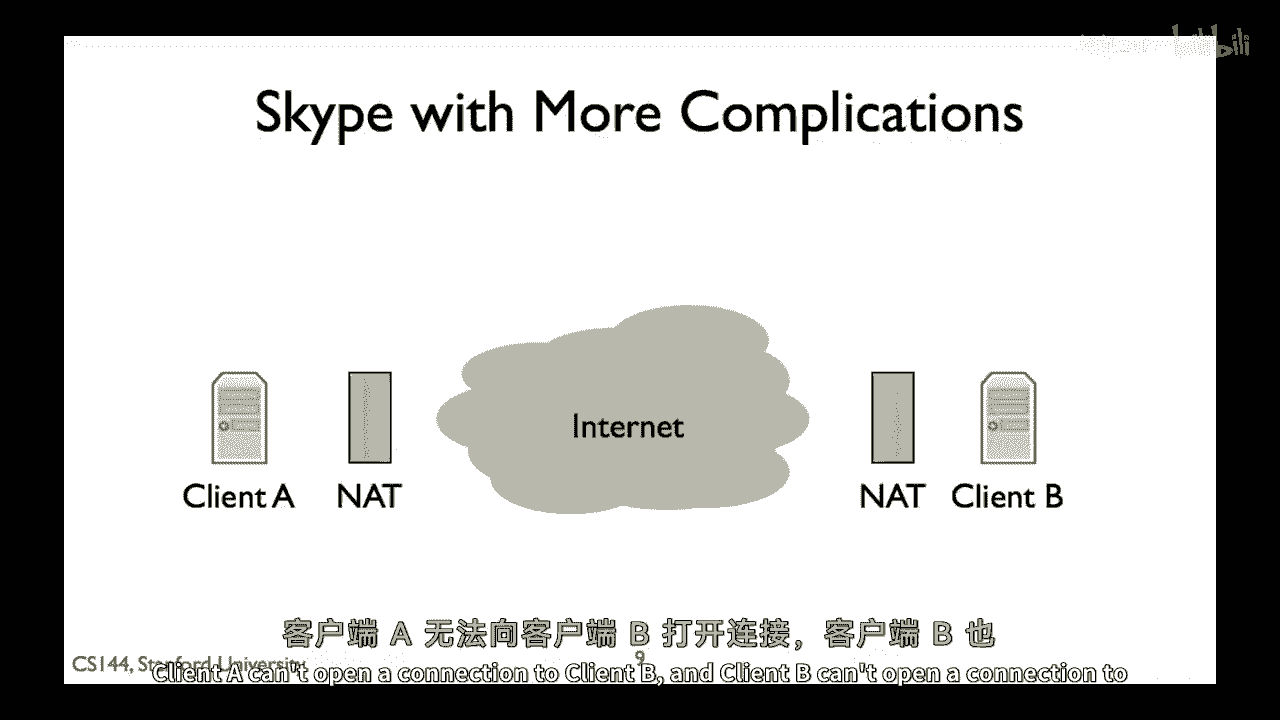 bilibili
Skype with More Complications
Internet
Client A
NAT
NAT
Client B
客户端 A 无法向客户端 B 打开连接，客户端 B 也
CS144, Stanford University
9
Client A can't open a connection to Client B, and Client B can't open a connection to